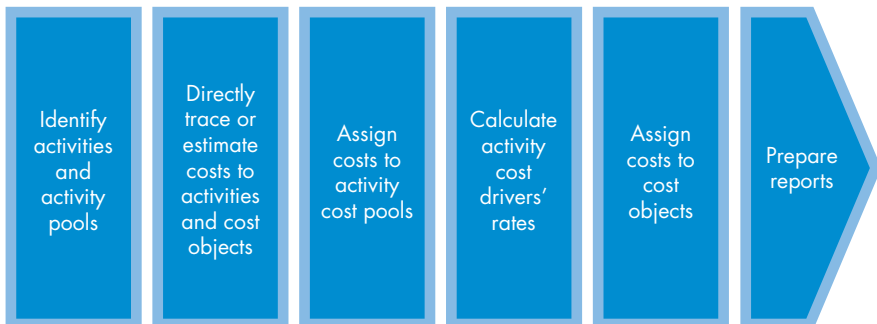 Identify
activities
and
activity
pools
Directly
trace or
estimate
costs to
activities
and cost
objects
Assign
costs to
activity
cost pools
Calculate
activity
cost
drivers’
rates
Assign
costs to
cost
objects
Prepare
reports